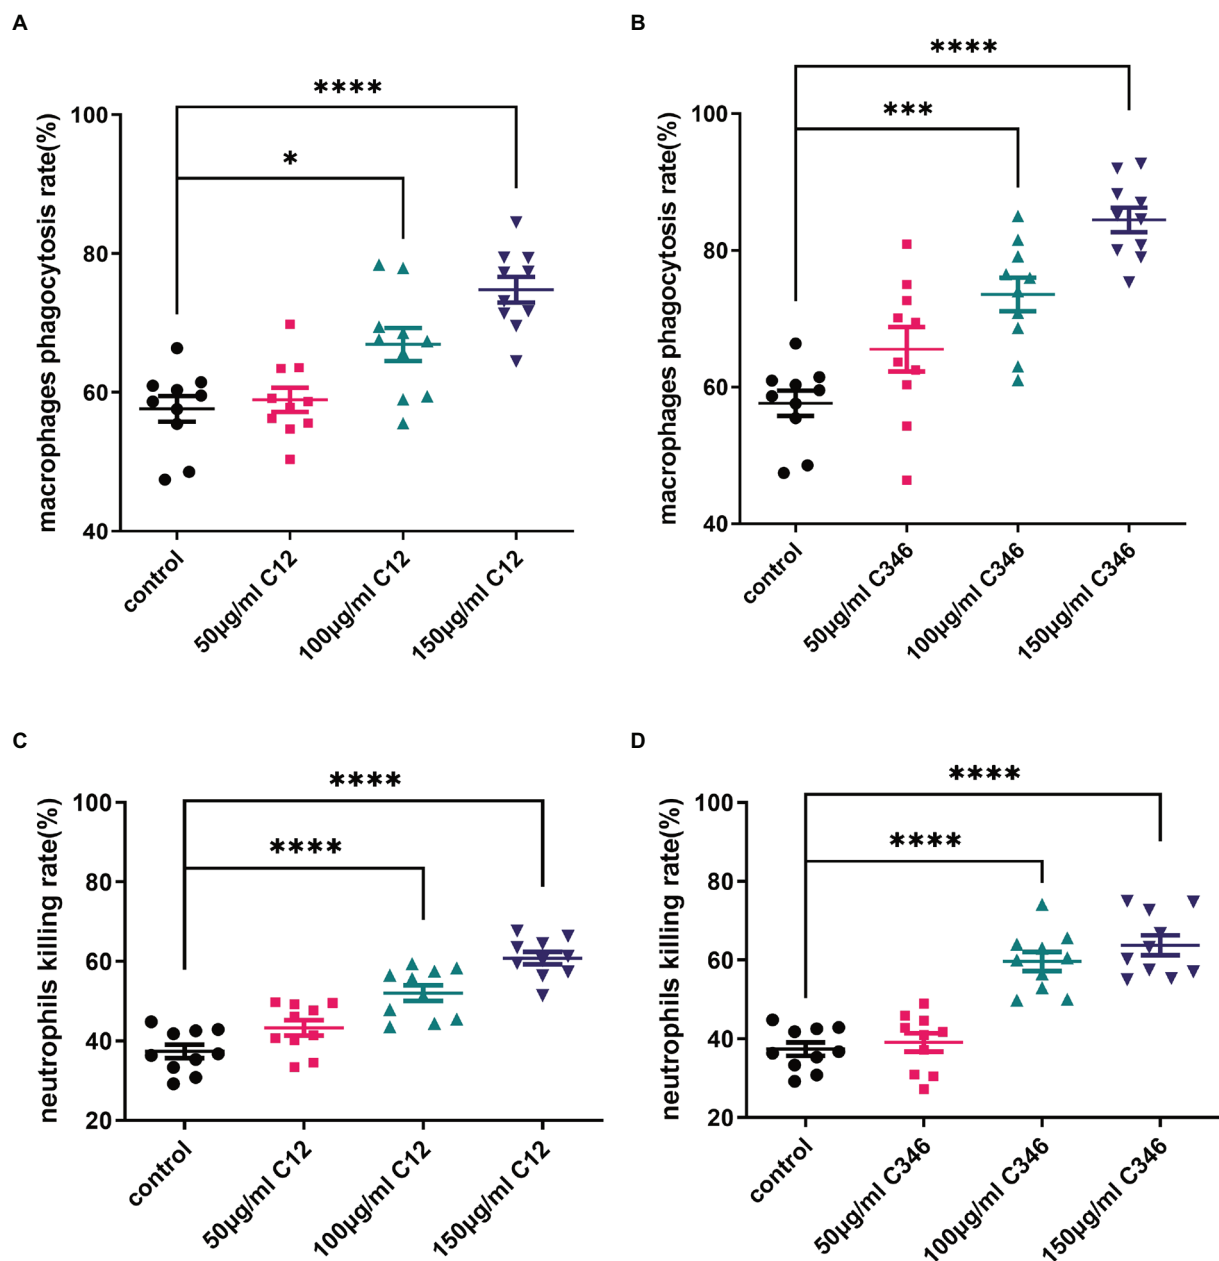 A
macrophages phagocytosis rate(%)
****
*
100
80
60
40
control
50μg/ml C12
100μg/ml C12
150μg/ml C12
B
macrophages phagocytosis rate(%)
****
***
100
80
60
40
control
50μg/ml C346
100μg/ml C346
150μg/ml C346
C
neutrophils killing rate(%)
****
****
100
80
60
40
20
control
50μg/ml C12
100μg/ml C12
150μg/ml C12
D
neutrophils killing rate(%)
****
****
100
80
60
40
20
control
50μg/ml C346
100μg/ml C346
150μg/ml C346